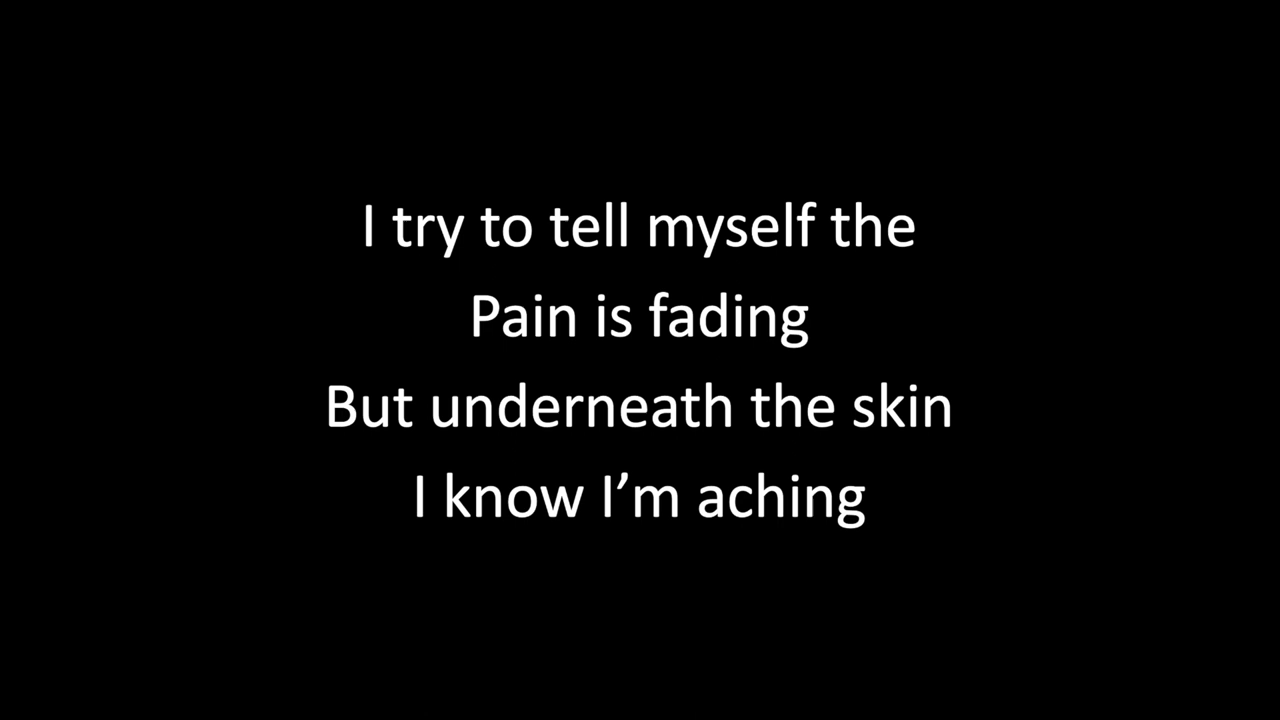 I try to tell myself the
Pain is fading
But underneath the skin
I know I’m aching